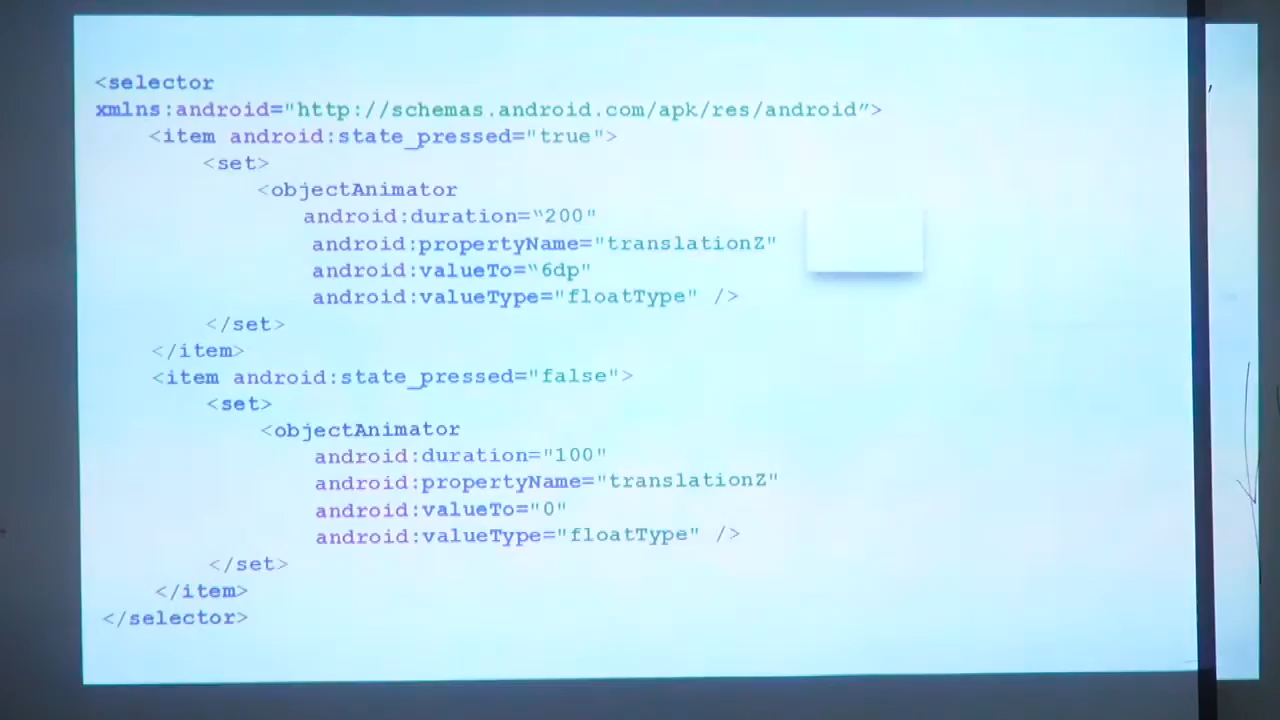 <selector
xmlns:android="http://schemas.android.com/apk/res/android”>
<item android:state_pressed="true">
<set>
<objectAnimator
android:duration=“200"
android:propertyName="translationZ"
android:valueTo=“6dp"
android:valueType="floatType" />
</set>
</item>
<item android:state_pressed="false">
<set>
<objectAnimator
android:duration="100"
android:propertyName="translationZ"
android:valueTo="0"
android:valueType="floatType" />
</set>
</item>
</selector>